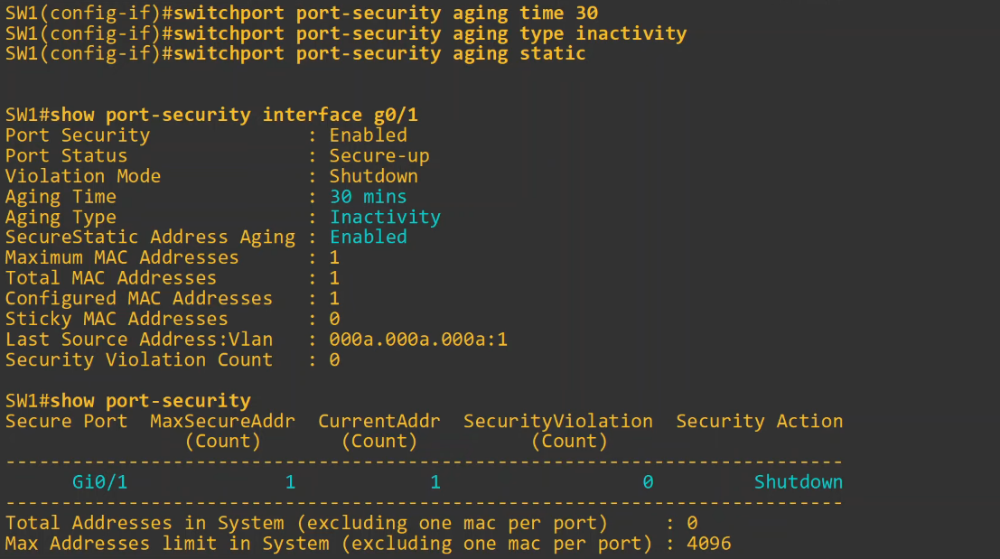 SW1(config-if)#switchport port-security aging time 30
SW1(config-if)#switchport port-security aging type inactivity
SW1(config-if)#switchport port-security aging static
SW1#show port-security interface g0/1
Port Security              : Enabled
Port Status                : Secure-up
Violation Mode             : Shutdown
Aging Time                 : 30 mins
Aging Type                 : Inactivity
SecureStatic Address Aging : Enabled
Maximum MAC Addresses      : 1
Total MAC Addresses        : 1
Configured MAC Addresses   : 1
Sticky MAC Addresses       : 0
Last Source Address:Vlan   : 000a.000a.000a:1
Security Violation Count   : 0
SW1#show port-security
Secure Port  MaxSecureAddr  CurrentAddr  SecurityViolation  Security Action
                (Count)       (Count)          (Count)
---------------------------------------------------------------------------
      Gi0/1              1            1                  0         Shutdown
---------------------------------------------------------------------------
Total Addresses in System (excluding one mac per port)     : 0
Max Addresses limit in System (excluding one mac per port) : 4096